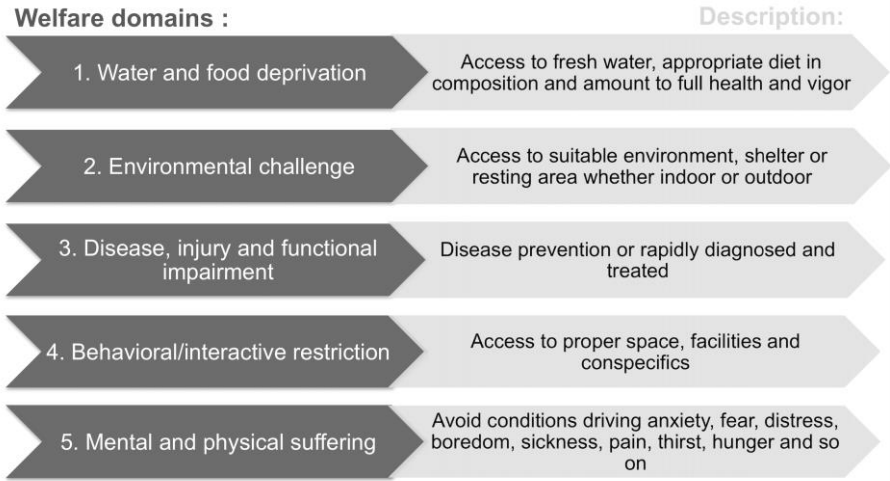 Welfare domains :
Description:
1. Water and food deprivation
Access to fresh water, appropriate diet in
composition and amount to full health and vigor
2. Environmental challenge
Access to suitable environment, shelter or
resting area whether indoor or outdoor
3. Disease, injury and functional
impairment
Disease prevention or rapidly diagnosed and
treated
4. Behavioral/interactive restriction
Access to proper space, facilities and
conspecifics
5. Mental and physical suffering
Avoid conditions driving anxiety, fear, distress,
boredom, sickness, pain, thirst, hunger and so
on